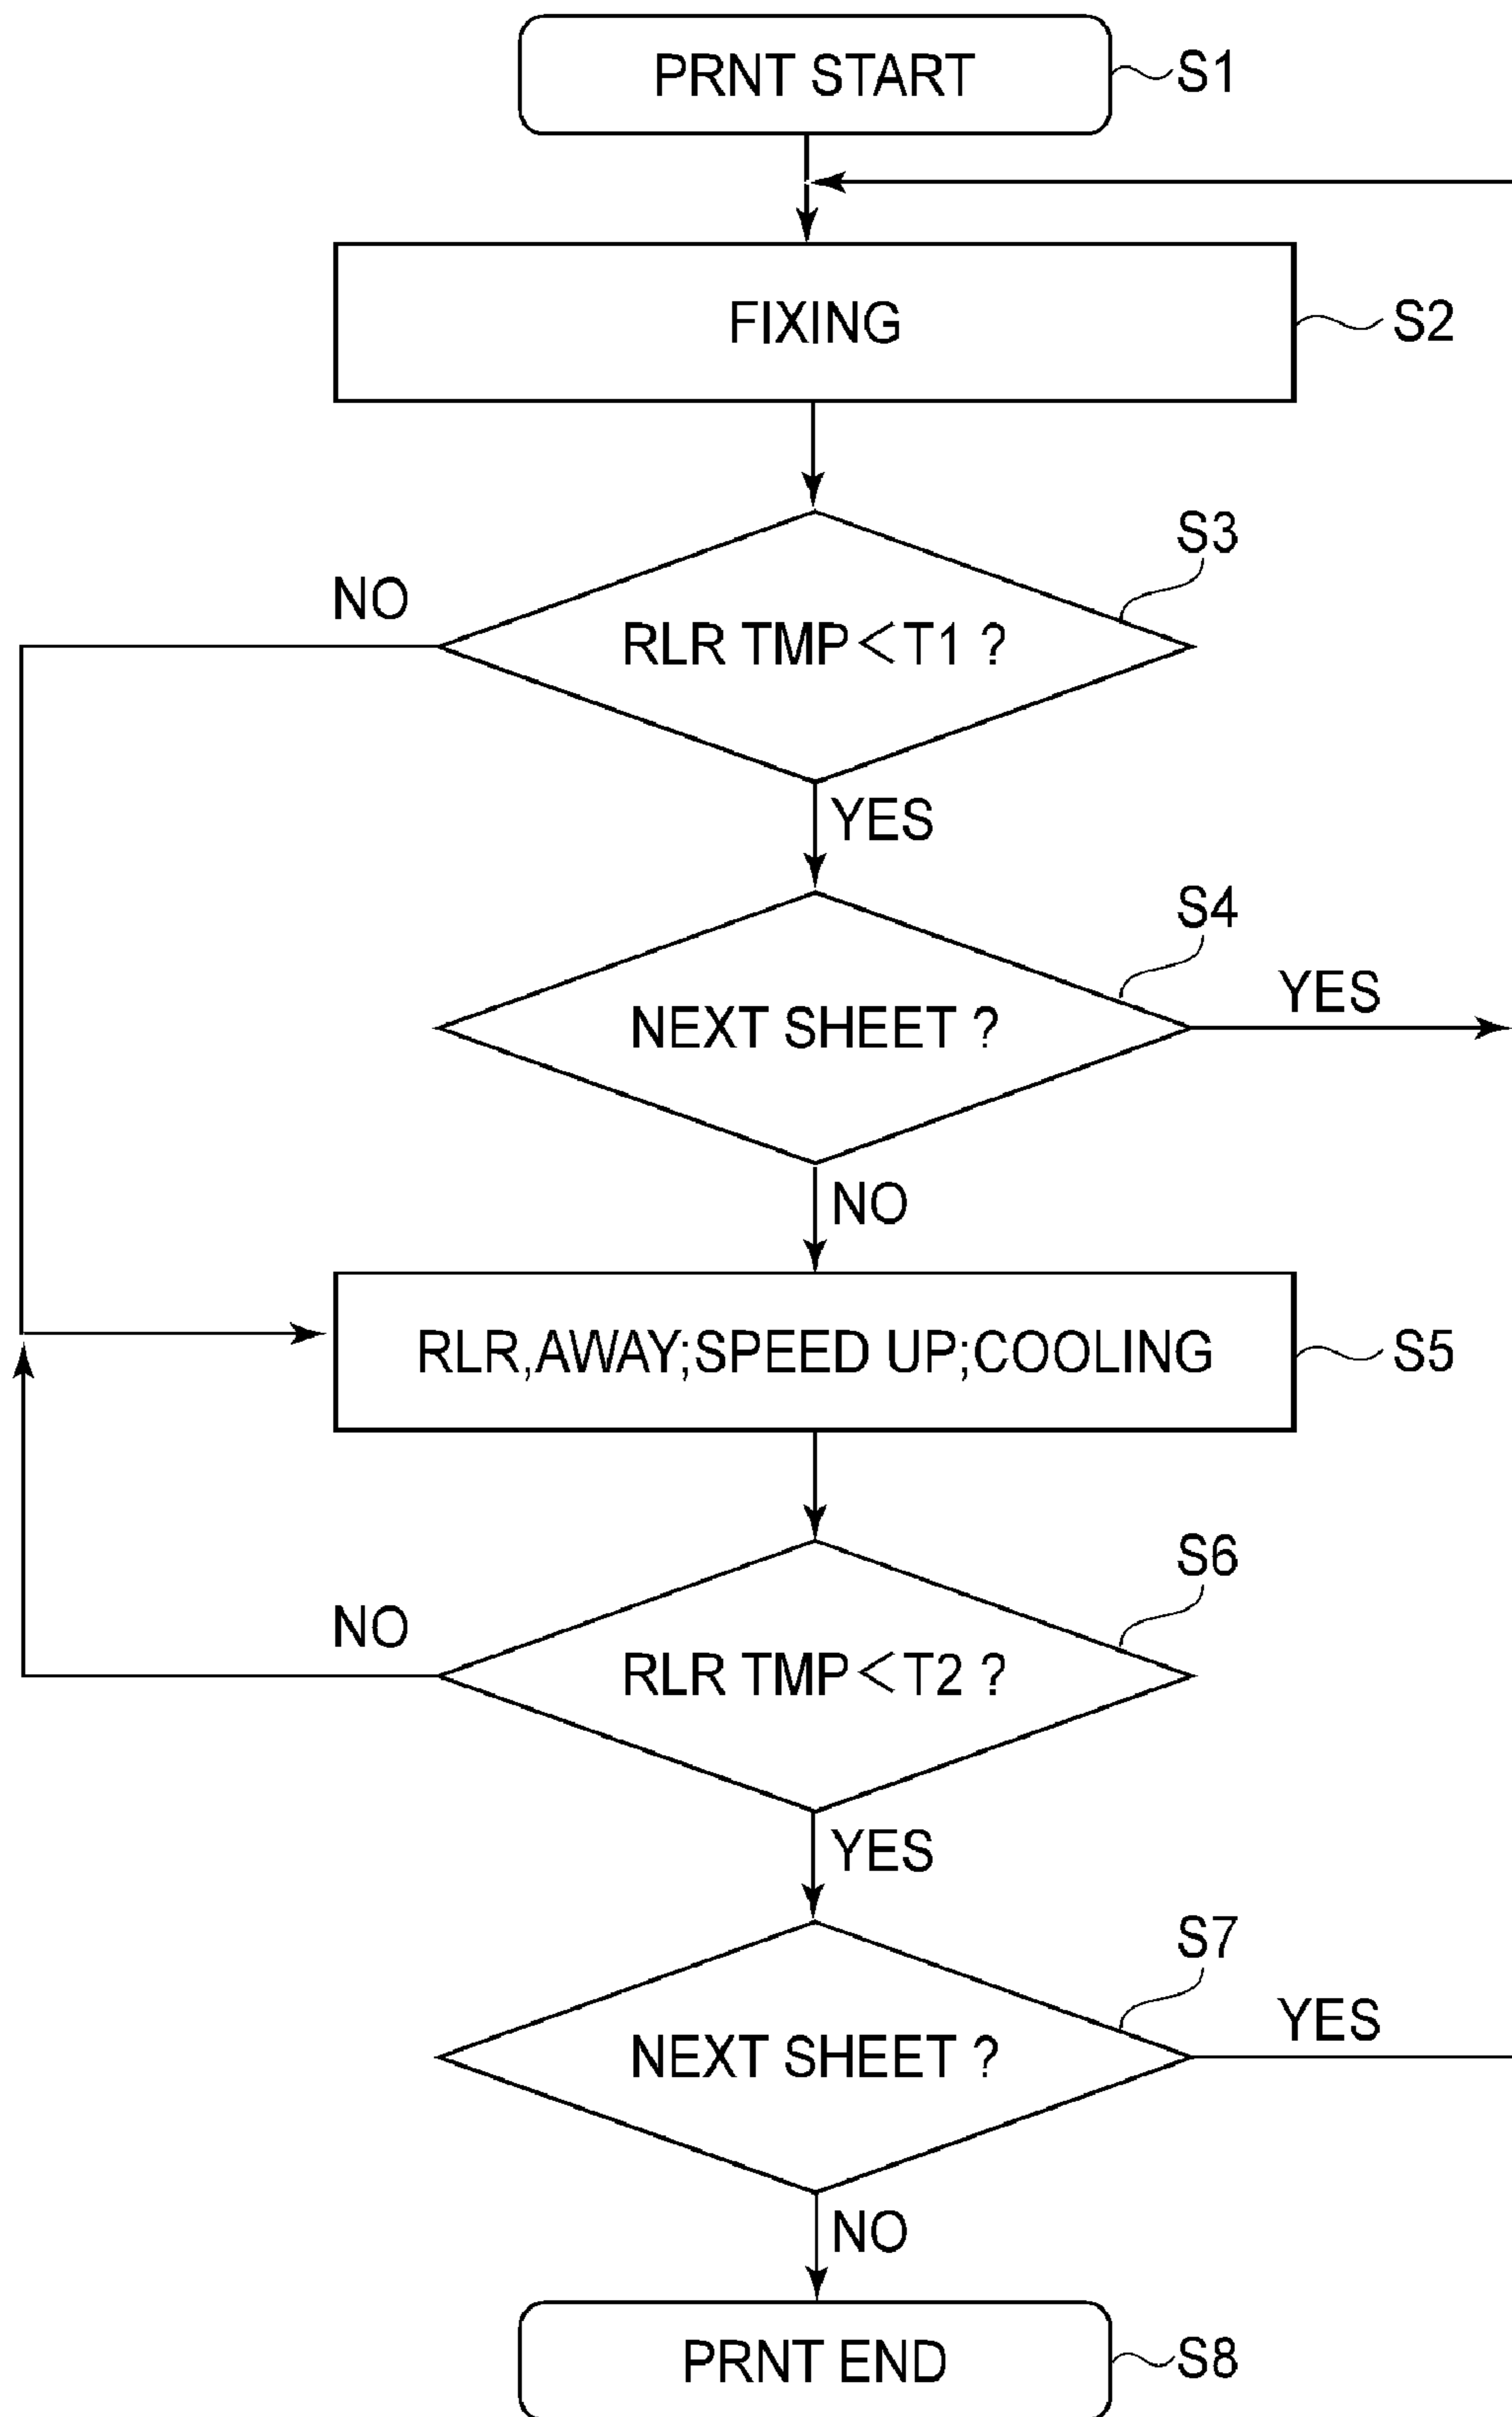 PRNT START
S1
FIXING
S2
S3
NO
RLR TMP<T1 ?
YES
S4
YES
NEXT SHEET ?
NO
RLR,AWAY;SPEED UP;COOLING
S5
S6
NO
RLR TMP<T2 ?
YES
S7
YES
NEXT SHEET ?
NO
PRNT END
S8